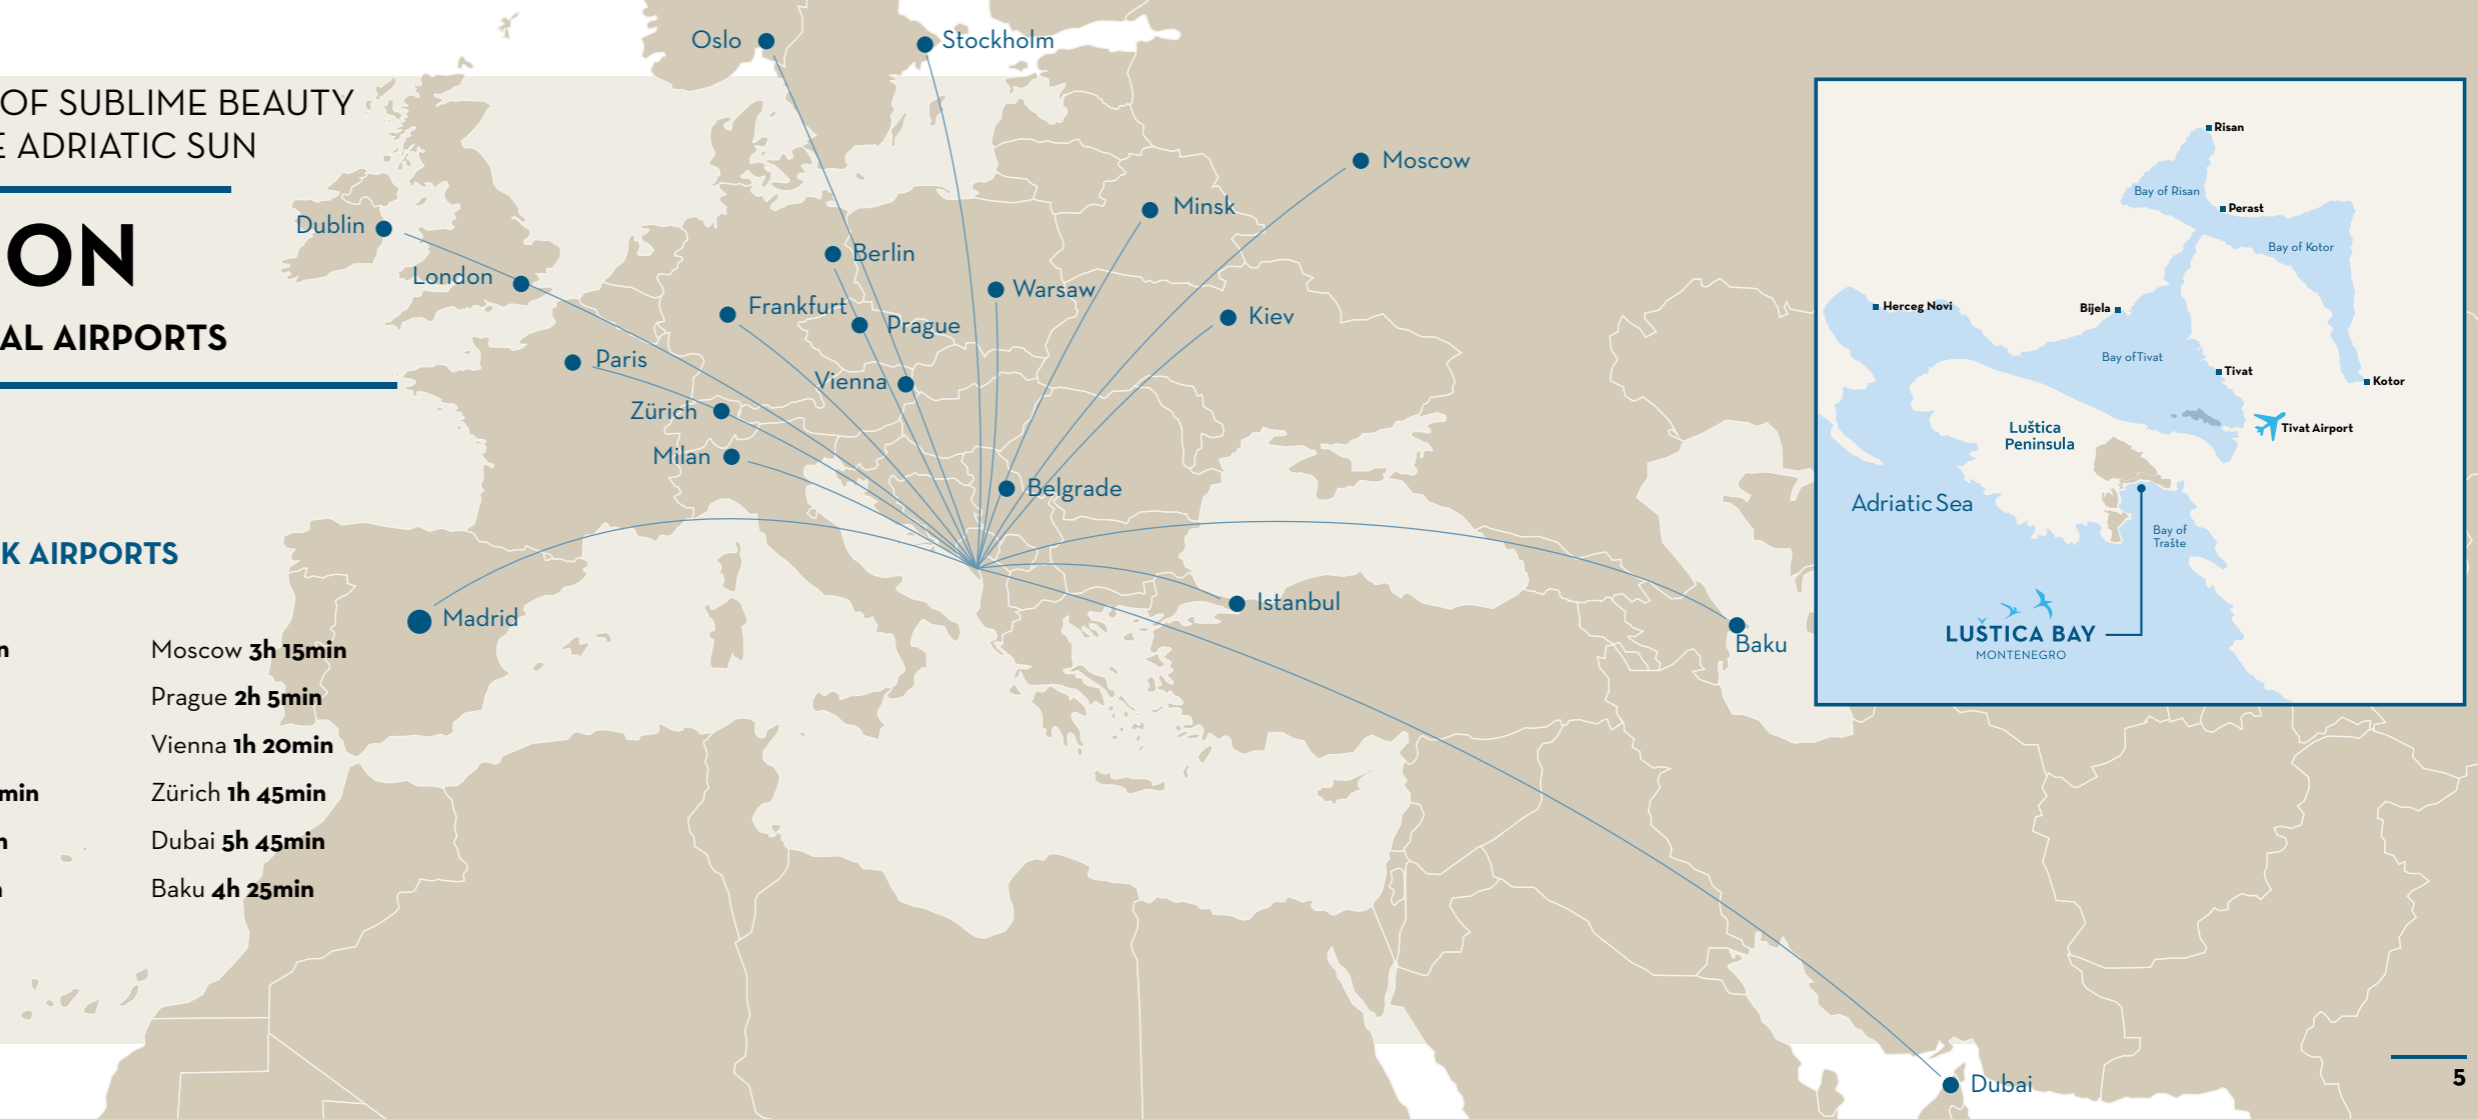 OF SUBLIME BEAUTY
ADRIATIC SUN
ON
AL AIRPORTS
K AIRPORTS
min
Moscow 3h 15min
Prague 2h 5min
Vienna 1h 20min
Zürich 1h 45min
Dubai 5h 45min
Baku 4h 25min
Oslo
Stockholm
Moscow
Minsk
Dublin
Berlin
London
Warsaw
Frankfurt
Prague
Kiev
Paris
Vienna
Zürich
Milan
Belgrade
Madrid
Istanbul
Baku
Dubai
Risan
Bay of Risan
Perast
Bay of Kotor
Herceg Novi
Bijela
Bay of Tivat
Tivat
Kotor
Tivat Airport
Luštica
Peninsula
Adriatic Sea
Bay of
Trašte
LUŠTICA BAY
MONTENEGRO
5